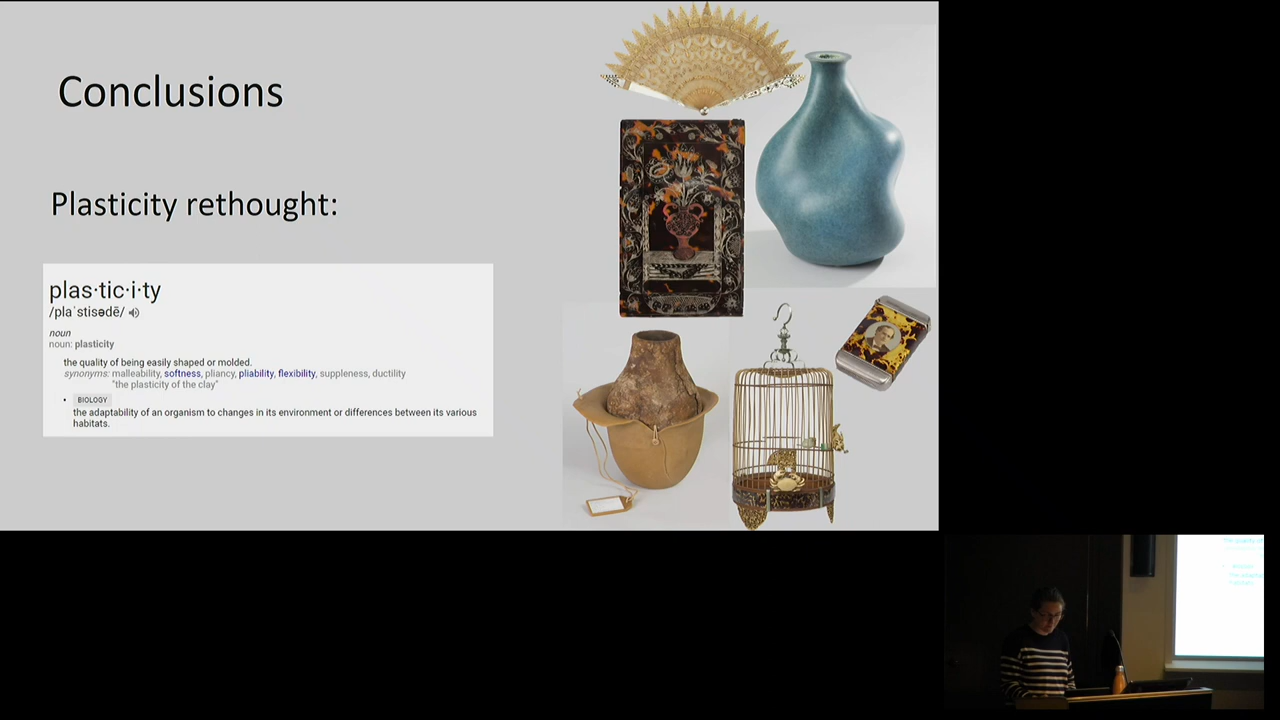 Conclusions
Plasticity rethought:
plas·tic·i·ty
/plaˈstisədē/
noun
noun: plasticity
the quality of being easily shaped or molded.
synonyms: malleability, softness, pliancy, pliability, flexibility, suppleness, ductility
"the plasticity of the clay"
• BIOLOGY
the adaptability of an organism to changes in its environment or differences between its various
habitats.